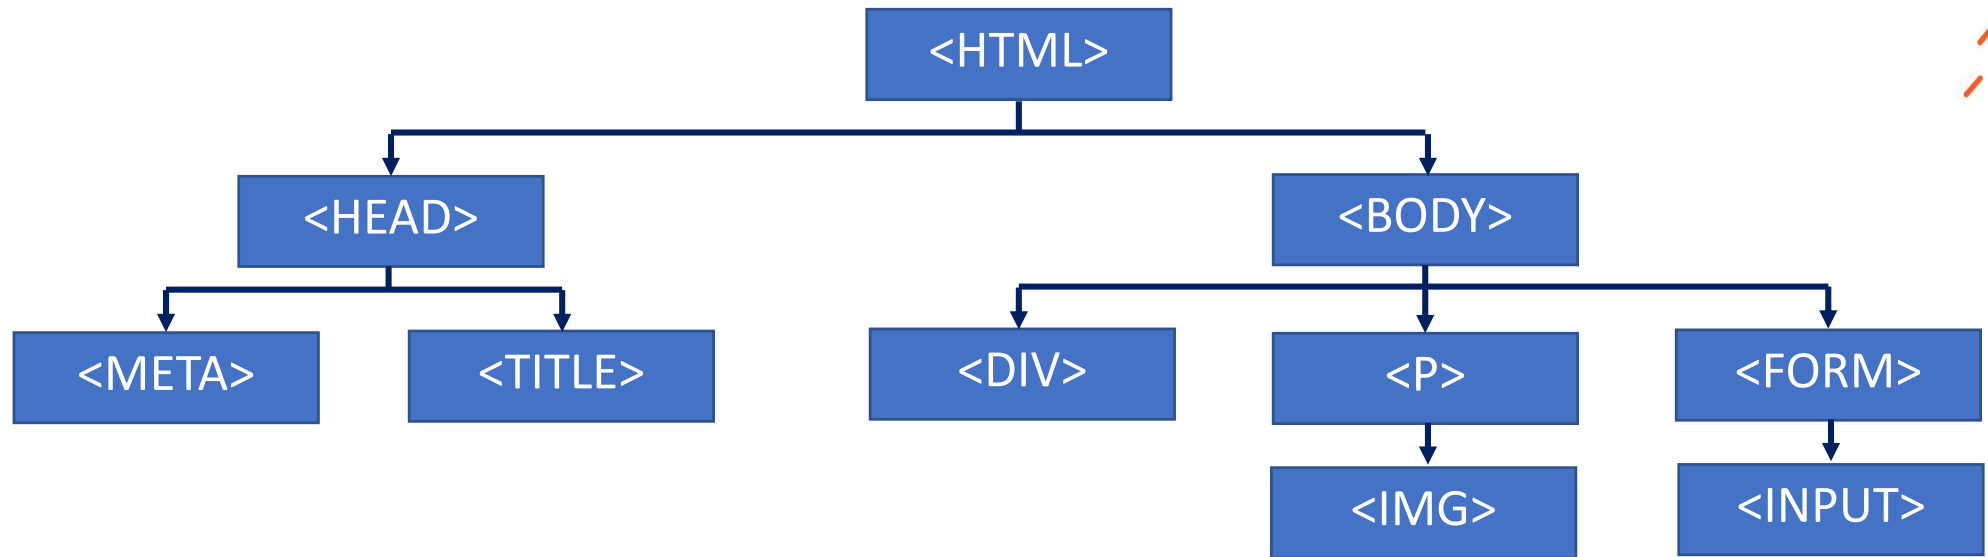 <HTML>
<HEAD>
<BODY>
<META>
<TITLE>
<DIV>
<P>
<FORM>
<IMG>
<INPUT>